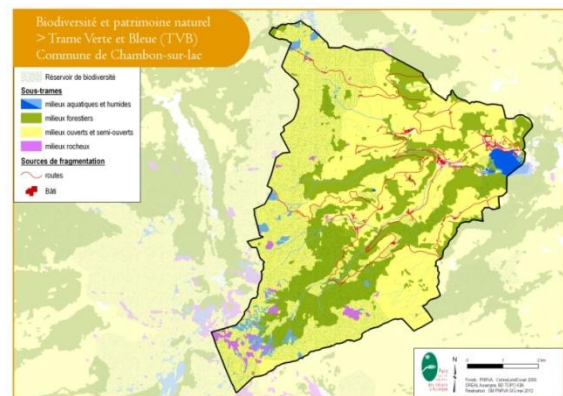 Biodiversité et patrimoine naturel
> Trame Verte et Bleue (TVB)
Commune de Chambon-sur-lac
Réservoir de biodiversité
Sous-trames
milieux aquatiques et humides
milieux forestiers
milieux ouverts et semi-ouverts
milieux rocheux
Sources de fragmentation
routes
Bâti
N